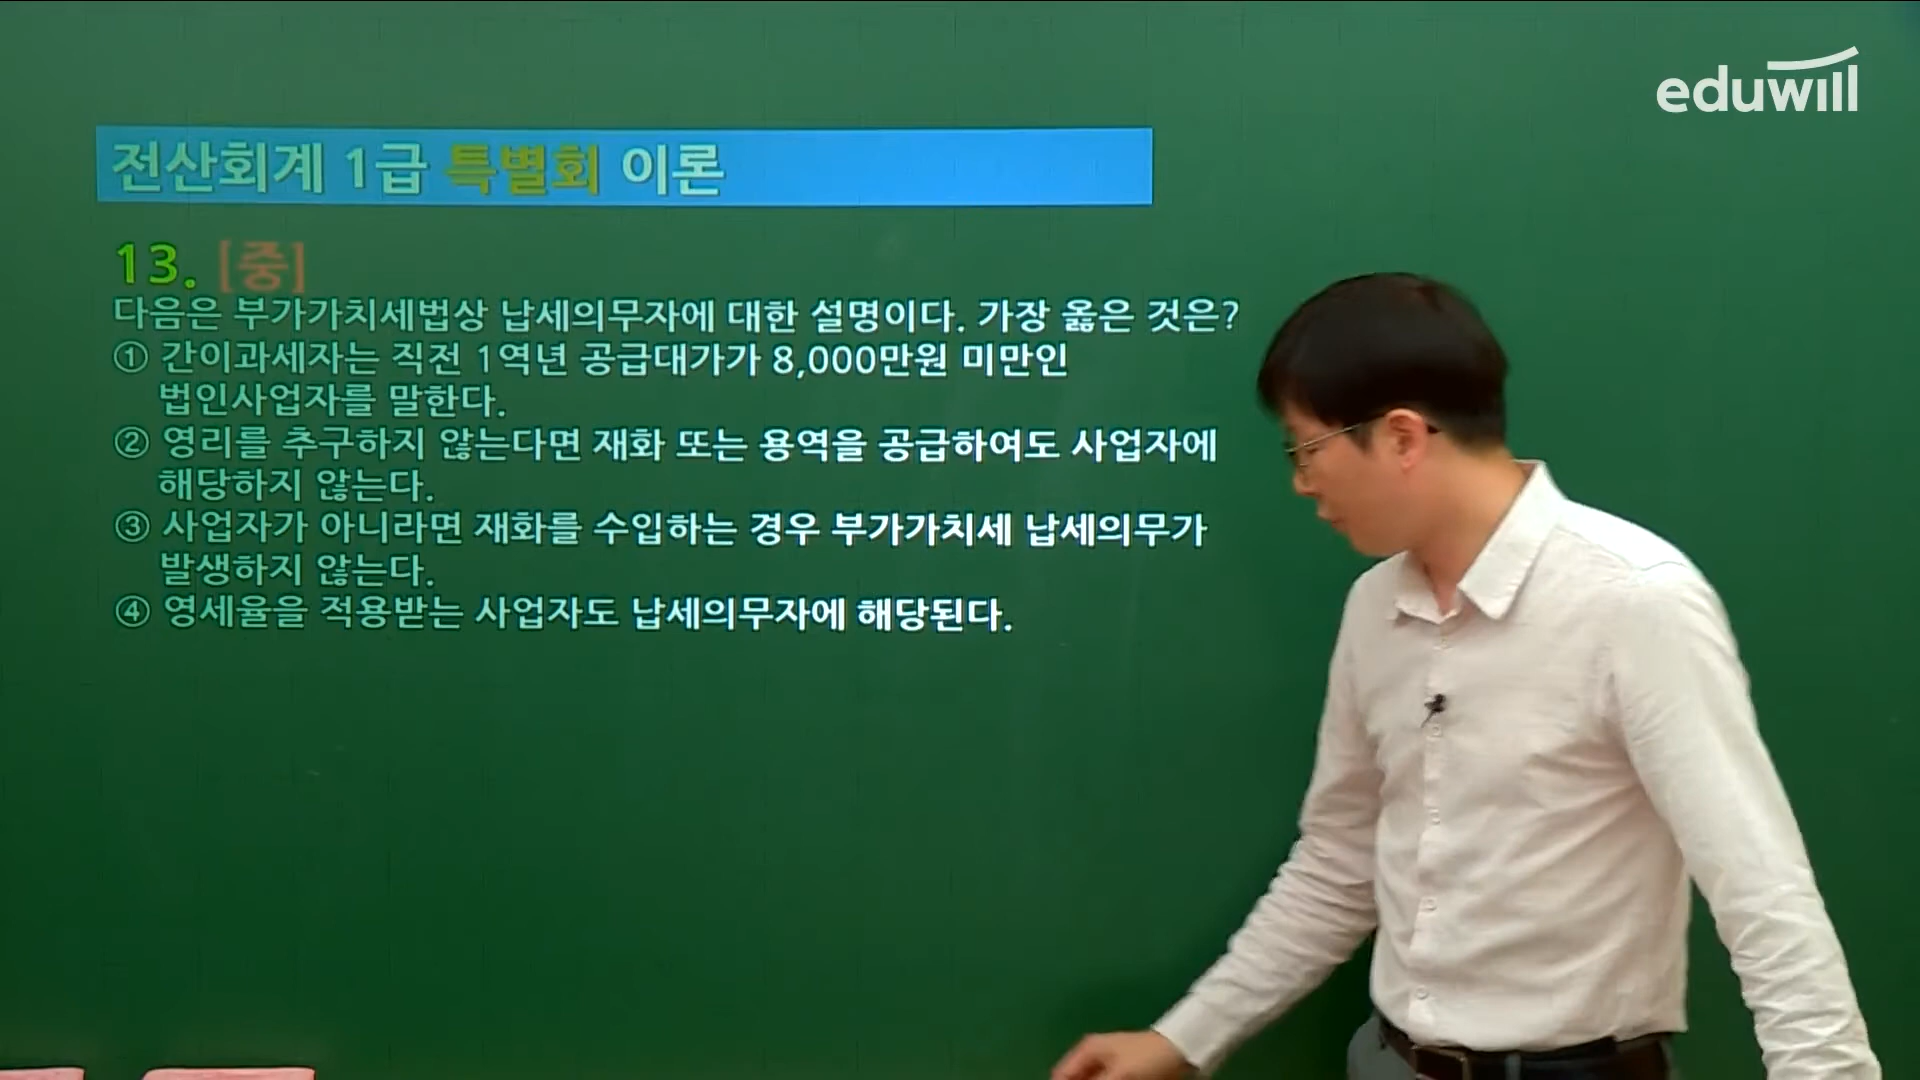 eduwill
전산회계 1급 특별회 이론
13. [중]
다음은 부가가치세법상 납세의무자에 대한 설명이다. 가장 옳은 것은?
① 간이과세자는 직전 1역년 공급대가가 8,000만원 미만인
법인사업자를 말한다.
② 영리를 추구하지 않는다면 재화 또는 용역을 공급하여도 사업자에
해당하지 않는다.
③ 사업자가 아니라면 재화를 수입하는 경우 부가가치세 납세의무가
발생하지 않는다.
④ 영세율을 적용받는 사업자도 납세의무자에 해당된다.